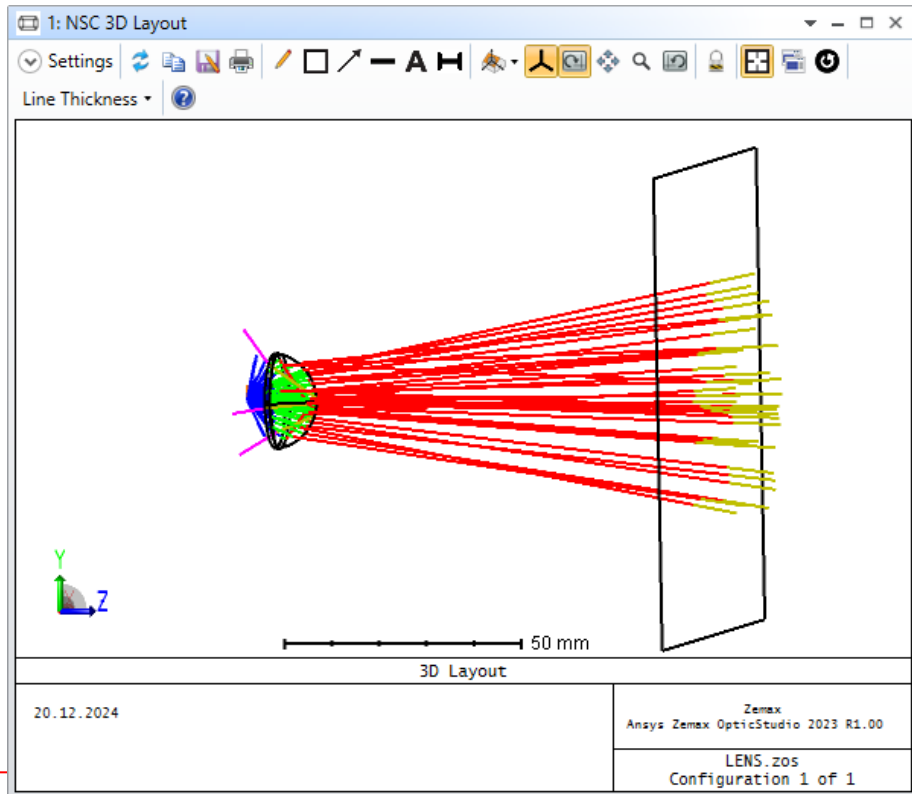 1: NSC 3D Layout
Settings
A
Line Thickness
Y
Z
50 mm
3D Layout
20.12.2024
Zemax
Ansys Zemax OpticStudio 2023 R1.00
LENS.zos
Configuration 1 of 1